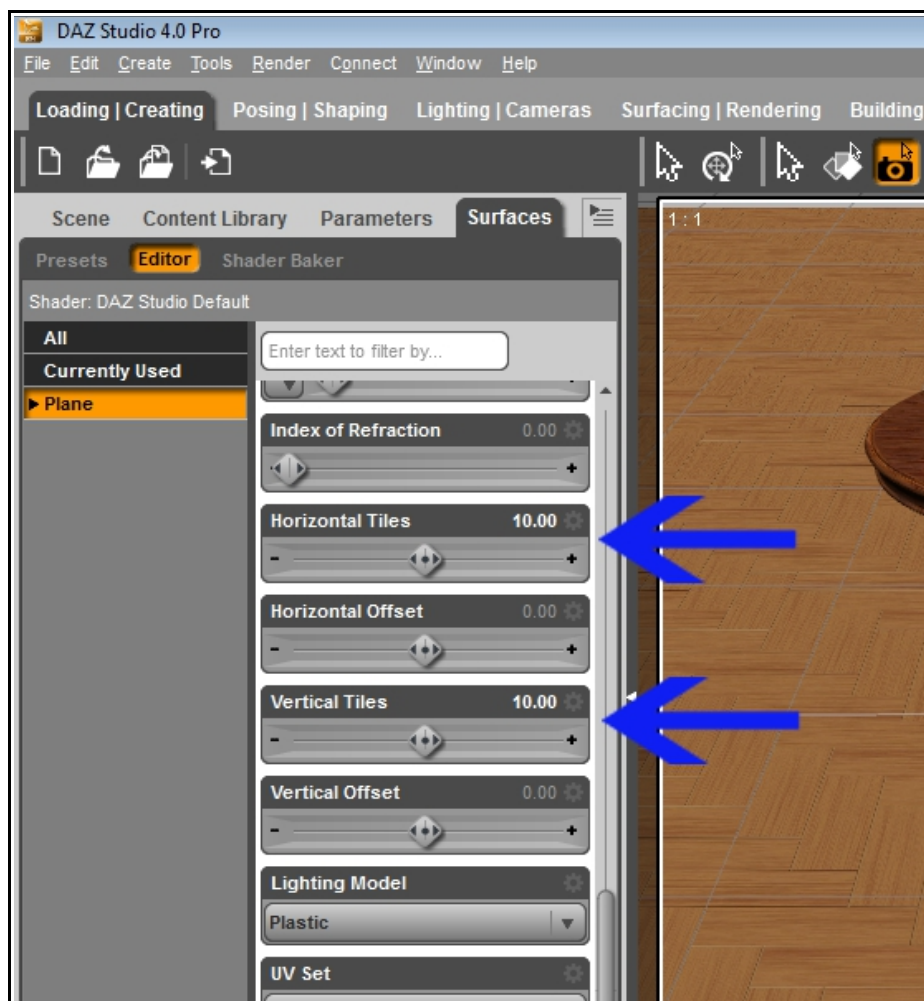 DAZ Studio 4.0 Pro
File Edit Create Tools Render Connect Window Help
Loading | Creating Posing | Shaping Lighting | Cameras Surfacing | Rendering Building
Scene Content Library Parameters Surfaces
1 : 1
Presets Editor Shader Baker
Shader: DAZ Studio Default
All
Enter text to filter by...
Currently Used
Plane
Index of Refraction 0.00
+
Horizontal Tiles 10.00
- +
Horizontal Offset 0.00
- +
Vertical Tiles 10.00
- +
Vertical Offset 0.00
- +
Lighting Model
Plastic
UV Set